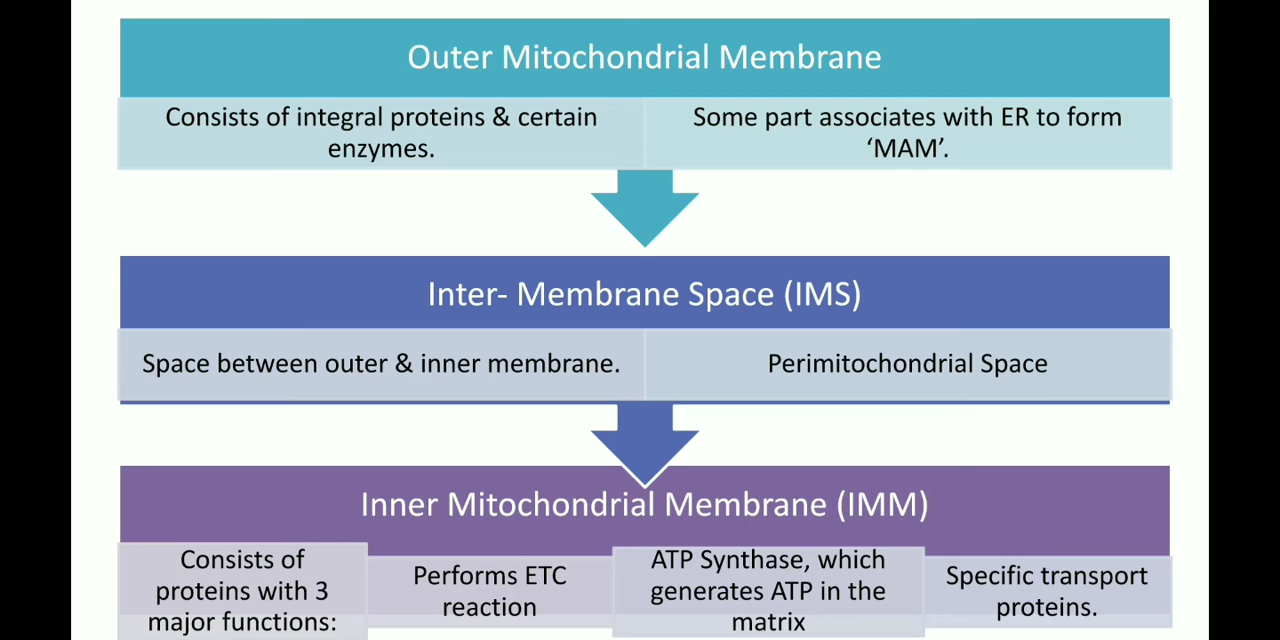 Outer Mitochondrial Membrane
Consists of integral proteins & certain
enzymes.
Some part associates with ER to form
‘MAM’.
Inter- Membrane Space (IMS)
Space between outer & inner membrane.
Perimitochondrial Space
Inner Mitochondrial Membrane (IMM)
Consists of
proteins with 3
major functions:
Performs ETC
reaction
ATP Synthase, which
generates ATP in the
matrix
Specific transport
proteins.